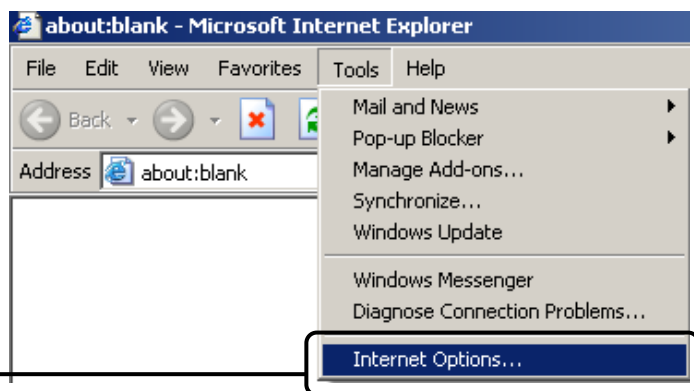 about:blank - Microsoft Internet Explorer
File Edit View Favorites Tools Help
Back
Address about:blank
Mail and News
Pop-up Blocker
Manage Add-ons...
Synchronize...
Windows Update
Windows Messenger
Diagnose Connection Problems...
Internet Options...